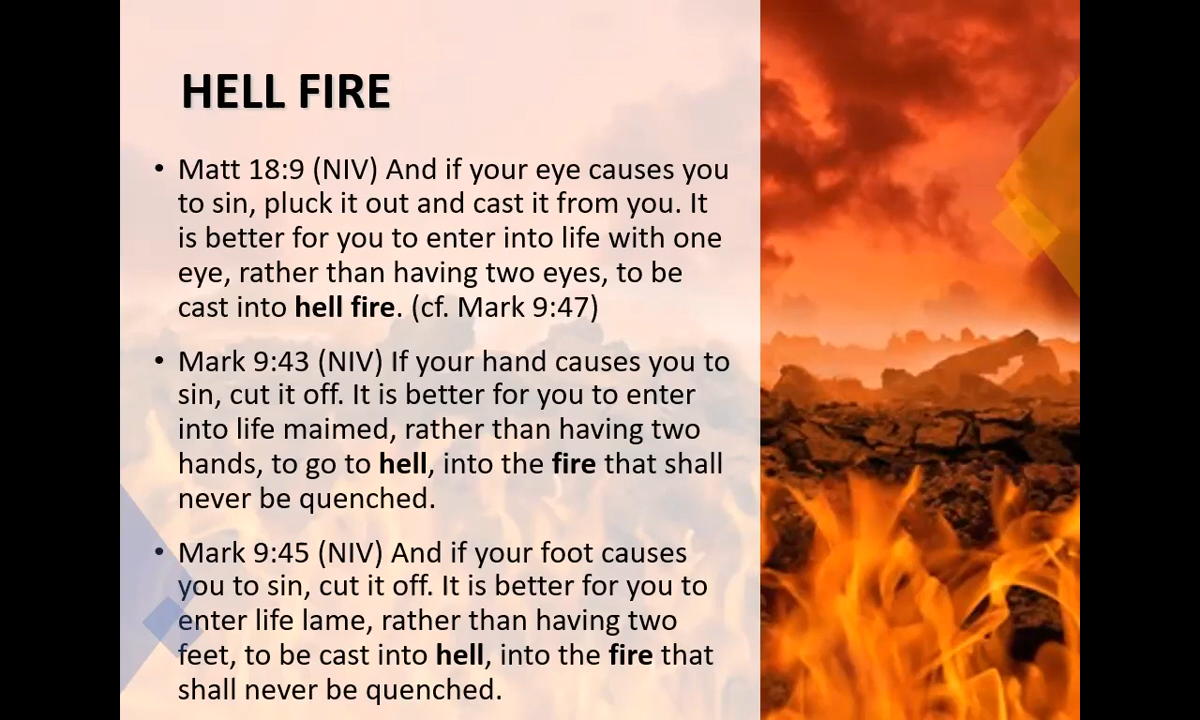 HELL FIRE
• Matt 18:9 (NIV) And if your eye causes you
to sin, pluck it out and cast it from you. It
is better for you to enter into life with one
eye, rather than having two eyes, to be
cast into hell fire. (cf. Mark 9:47)
• Mark 9:43 (NIV) If your hand causes you to
sin, cut it off. It is better for you to enter
into life maimed, rather than having two
hands, to go to hell, into the fire that shall
never be quenched.
• Mark 9:45 (NIV) And if your foot causes
you to sin, cut it off. It is better for you to
enter life lame, rather than having two
feet, to be cast into hell, into the fire that
shall never be quenched.